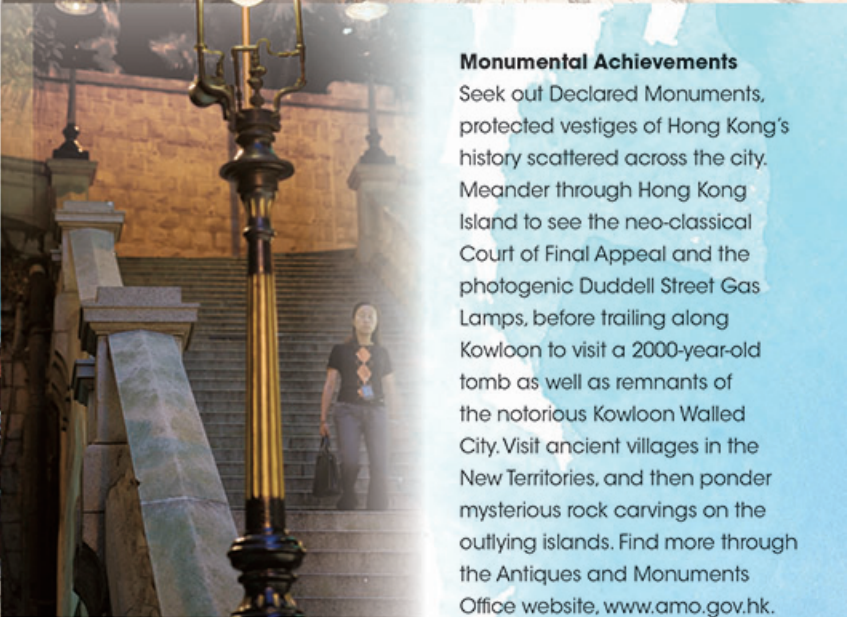 Monumental Achievements
Seek out Declared Monuments,
protected vestiges of Hong Kong's
history scattered across the city.
Meander through Hong Kong
Island to see the neo-classical
Court of Final Appeal and the
photogenic Duddell Street Gas
Lamps, before trailing along
Kowloon to visit a 2000-year-old
tomb as well as remnants of
the notorious Kowloon Walled
City. Visit ancient villages in the
New Territories, and then ponder
mysterious rock carvings on the
outlying islands. Find more through
the Antiques and Monuments
Office website, www.amo.gov.hk.